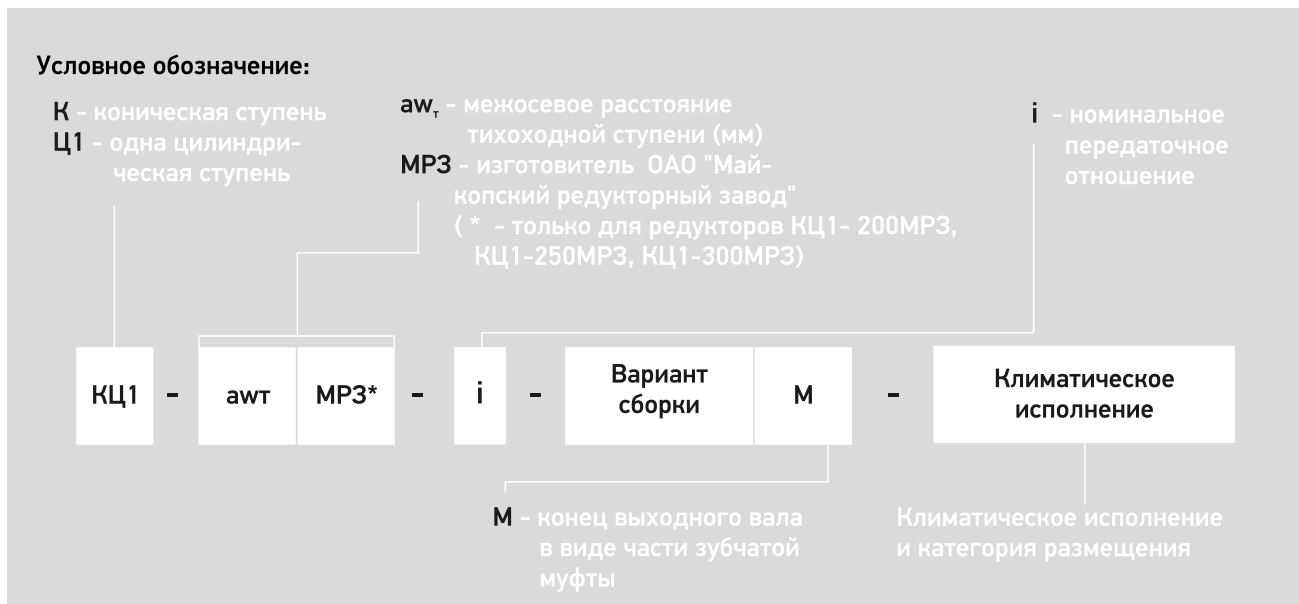 Условное обозначение:
К - коническая ступень
Ц1 - одна цилиндри-
ческая ступень
awт - межосевое расстояние
тихоходной ступени (мм)
МРЗ - изготовитель ОАО "Май-
копский редукторный завод"
( * - только для редукторов КЦ1- 200МРЗ,
КЦ1-250МРЗ, КЦ1-300МРЗ)
i - номинальное
передаточное
отношение
КЦ1 - awт МРЗ* - i - Вариант сборки М - Климатическое исполнение
М - конец выходного вала
в виде части зубчатой
муфты
Климатическое исполнение
и категория размещения